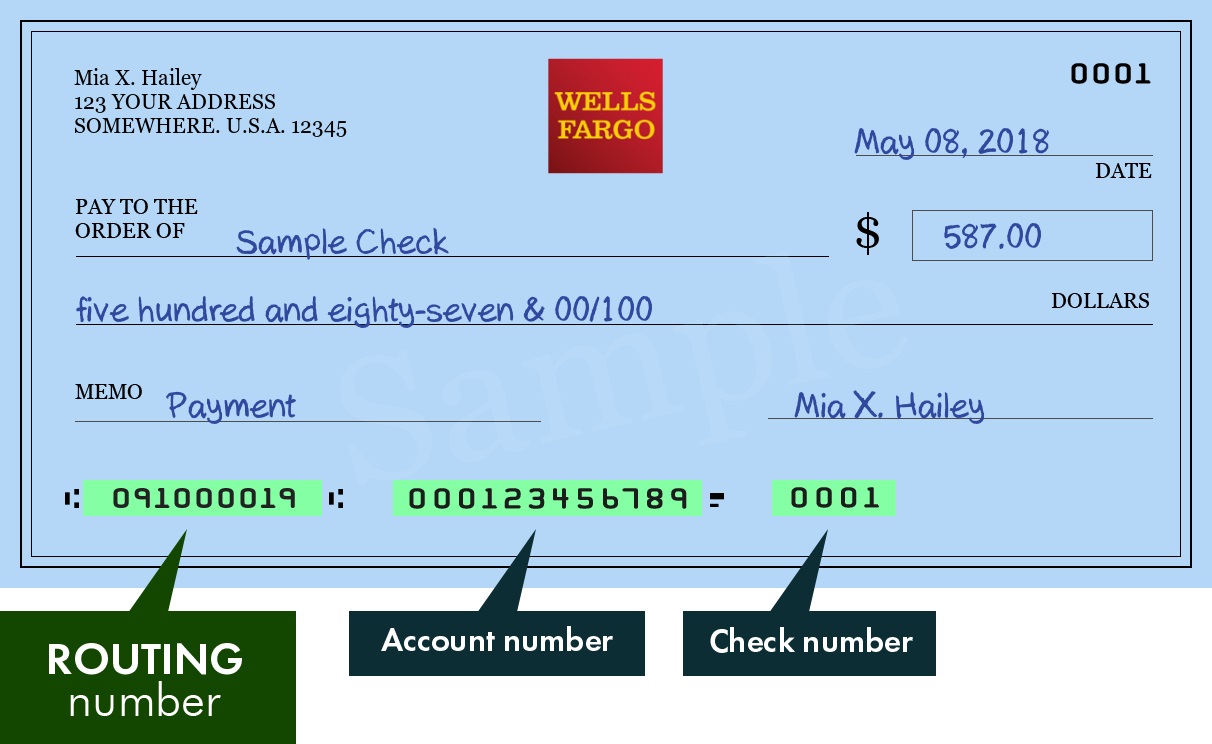 Mia X. Hailey
123 YOUR ADDRESS
SOMEWHERE. U.S.A. 12345
WELLS
FARGO
0001
May 08, 2018
DATE
PAY TO THE
ORDER OF
Sample Check
$
587.00
five hundred and eighty-seven & 00/100
DOLLARS
Sample
MEMO
Payment
Mia X. Hailey
⑆091000019⑆ 000123456789⑈ 0001
ROUTING
number
Account number
Check number